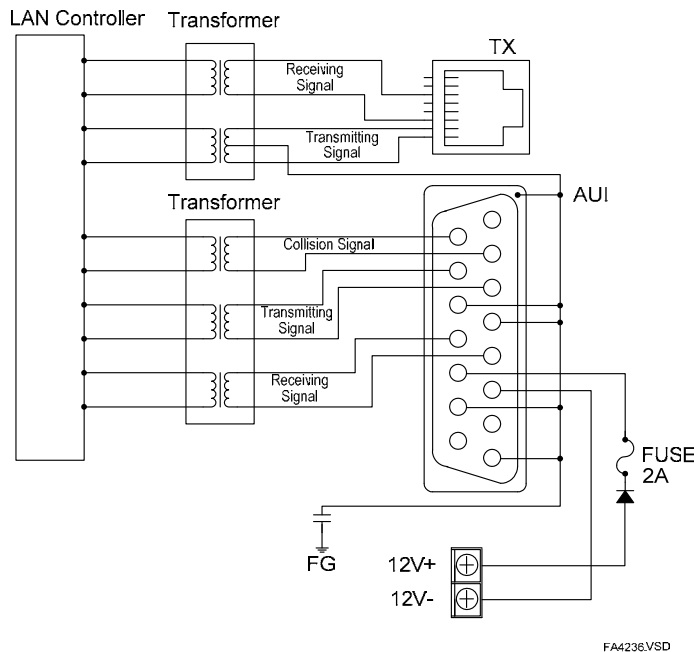 LAN Controller
Transformer
TX
Receiving
Signal
Transmitting
Signal
Transformer
AUI
Collision Signal
Transmitting
Signal
Receiving
Signal
FUSE
2A
FG
12V+
12V-
FA4236.VSD